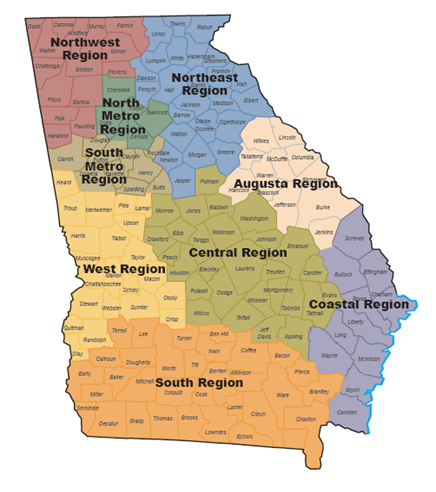 Dade
Catoosa
Murray
Fannin
Whitfield
Walker
Gilmer
Chattooga
Gordon
Pickens
Floyd
Bartow
Polk
Paulding
Haralson
Northwest
Region
Towns
Rabun
Union
White
Habersham
Stephens
Lumpkin
Dawson
Forsyth
Hall
Banks
Franklin
Hart
Jackson
Madison
Elbert
Barrow
Clarke
Oconee
Oglethorpe
Walton
Morgan
Greene
Newton
Jasper
Northeast
Region
Cherokee
Gwinnett
Dekalb
North
Metro
Region
Carroll
Douglas
Fulton
Clayton
Rockdale
Henry
Fayette
Spalding
Butts
South
Metro
Region
Wilkes
Lincoln
Taliaferro
McDuffie
Columbia
Warren
Hancock
Glascock
Jefferson
Burke
Jenkins
Augusta Region
Heard
Troup
Meriwether
Pike
Lamar
Upson
Harris
Talbot
Muscogee
Taylor
Chattahoochee
Marion
Macon
Schley
Stewart
Webster
Sumter
Dooly
Crisp
Quitman
Randolph
Clay
West Region
Putnam
Monroe
Jones
Baldwin
Washington
Bibb
Wilkinson
Crawford
Twiggs
Johnson
Emanuel
Peach
Houston
Bleckley
Laurens
Treutlen
Candler
Pulaski
Dodge
Wheeler
Montgomery
Toombs
Evans
Tattnall
Wilcox
Telfair
Jeff
Davis
Appling
Central Region
Screven
Bulloch
Effingham
Bryan
Chatham
Long
Liberty
Wayne
McIntosh
Glynn
Camden
Coastal Region
Terrell
Lee
Turner
Ben Hill
Irwin
Coffee
Bacon
Calhoun
Dougherty
Worth
Tift
Pierce
Early
Baker
Mitchell
Berrien
Atkinson
Ware
Brantley
Miller
Colquitt
Cook
Lanier
Clinch
Charlton
Seminole
Decatur
Grady
Thomas
Brooks
Lowndes
Echols
South Region